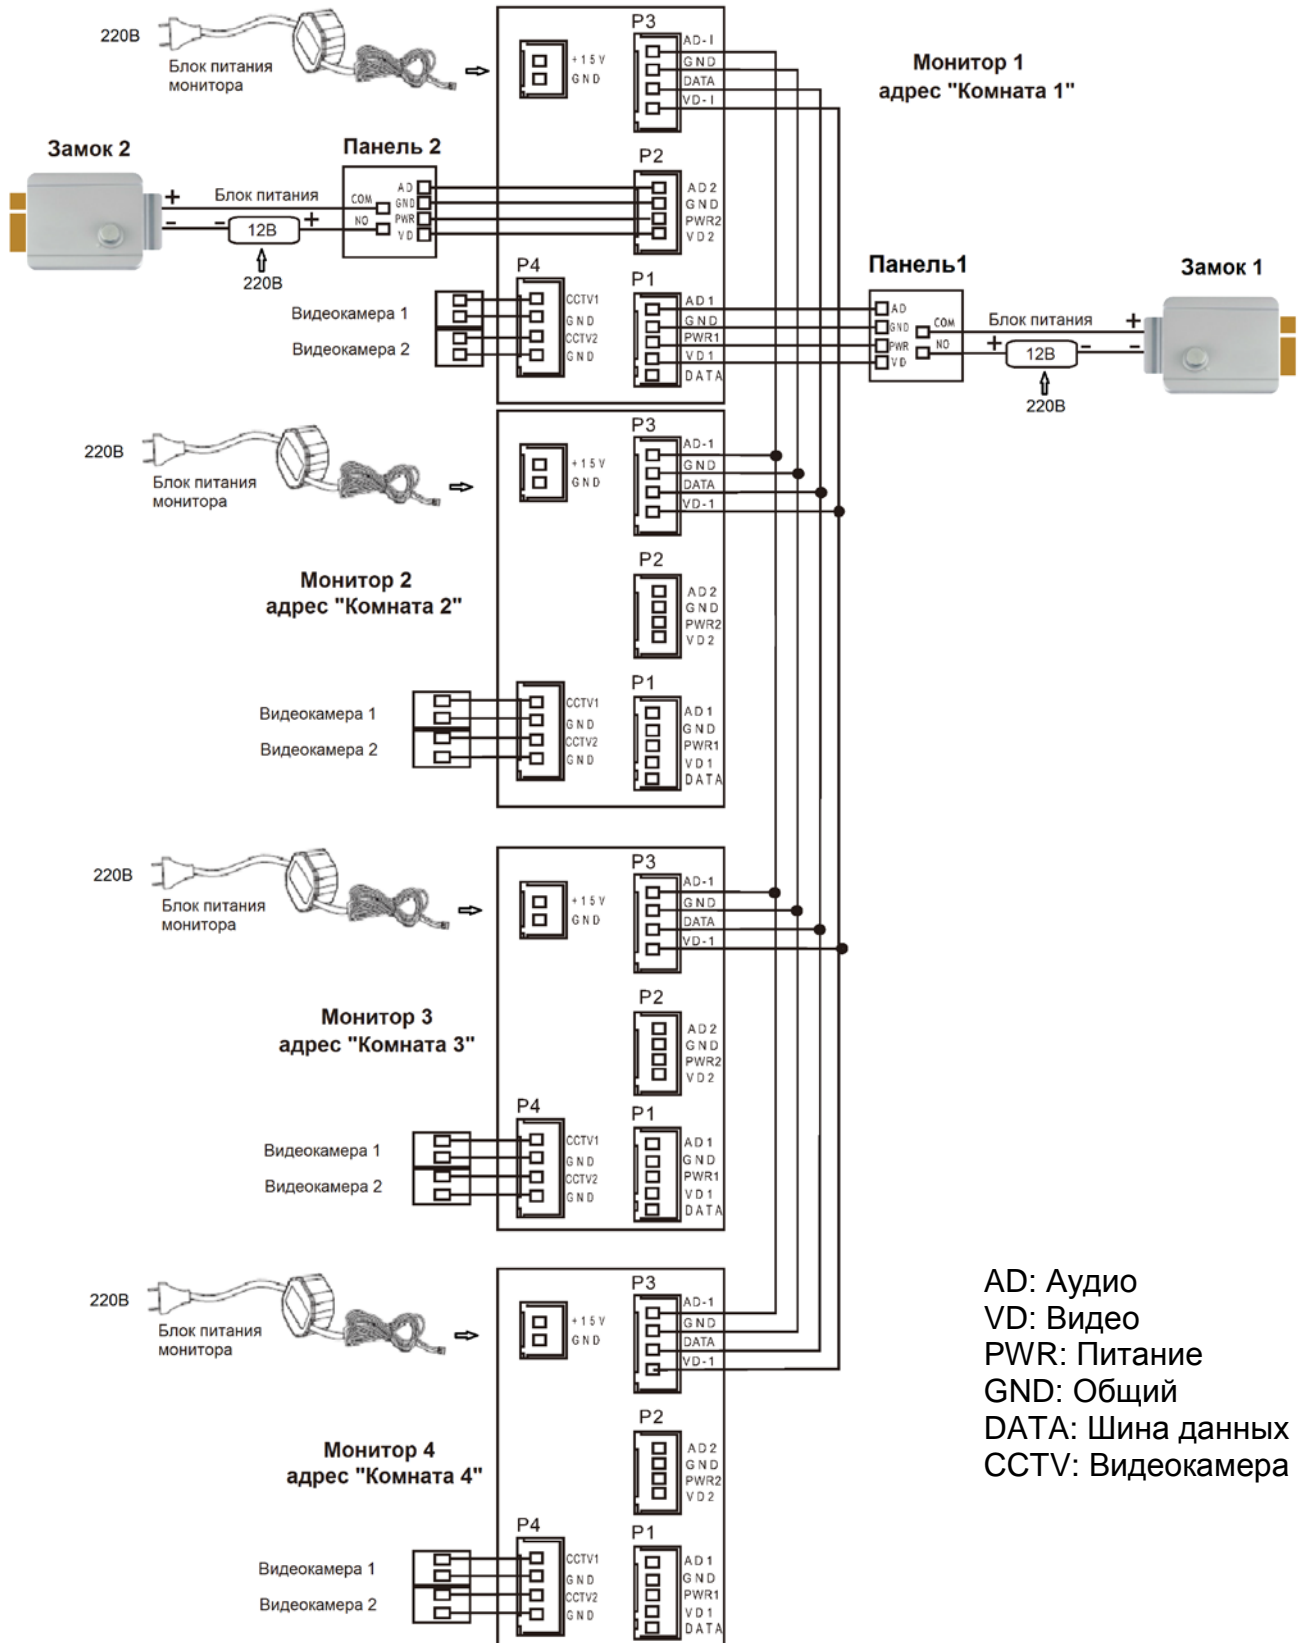 220В
Блок питания
монитора
+15V
GND
P3
AD-I
GND
DATA
VD-I
Монитор 1
адрес "Комната 1"
Замок 2
+
-
Блок питания
-
12В
+
220В
Панель 2
COM
NO
AD
GND
PWR
VD
P2
AD2
GND
PWR2
VD2
P4
CCTV1
GND
CCTV2
GND
Видеокамера 1
Видеокамера 2
P1
AD1
GND
PWR1
VD1
DATA
Панель1
AD
GND
PWR
VD
COM
NO
Блок питания
+
12В
-
+
-
220В
Замок 1
220В
Блок питания
монитора
+15V
GND
P3
AD-1
GND
DATA
VD-1
Монитор 2
адрес "Комната 2"
P2
AD2
GND
PWR2
VD2
Видеокамера 1
Видеокамера 2
CCTV1
GND
CCTV2
GND
P1
AD1
GND
PWR1
VD1
DATA
220В
Блок питания
монитора
+15V
GND
P3
AD-1
GND
DATA
VD-1
Монитор 3
адрес "Комната 3"
P2
AD2
GND
PWR2
VD2
P4
Видеокамера 1
Видеокамера 2
CCTV1
GND
CCTV2
GND
P1
AD1
GND
PWR1
VD1
DATA
220В
Блок питания
монитора
+15V
GND
P3
AD-1
GND
DATA
VD-1
Монитор 4
адрес "Комната 4"
P2
AD2
GND
PWR2
VD2
P4
Видеокамера 1
Видеокамера 2
CCTV1
GND
CCTV2
GND
P1
AD1
GND
PWR1
VD1
DATA
AD: Аудио
VD: Видео
PWR: Питание
GND: Общий
DATA: Шина данных
CCTV: Видеокамера